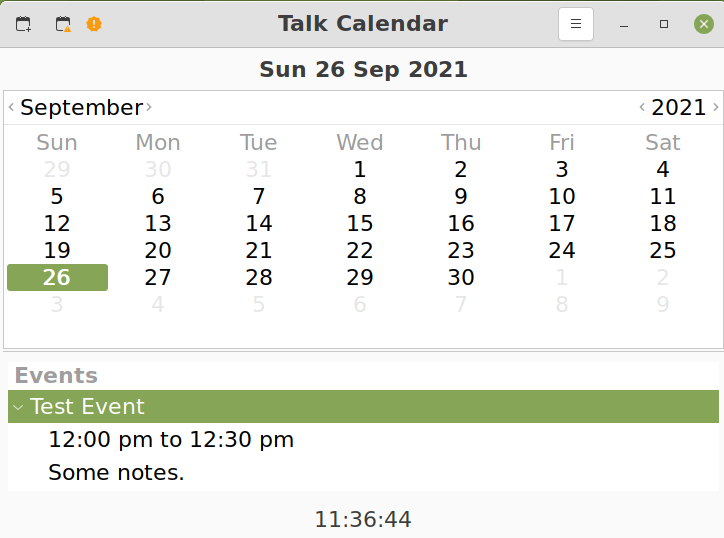 Talk Calendar
Sun 26 Sep 2021
‹ September › ‹ 2021 ›
Sun Mon Tue Wed Thu Fri Sat
29 30 31 1 2 3 4
5 6 7 8 9 10 11
12 13 14 15 16 17 18
19 20 21 22 23 24 25
26 27 28 29 30 1 2
3 4 5 6 7 8 9
Events
Test Event
12:00 pm to 12:30 pm
Some notes.
11:36:44